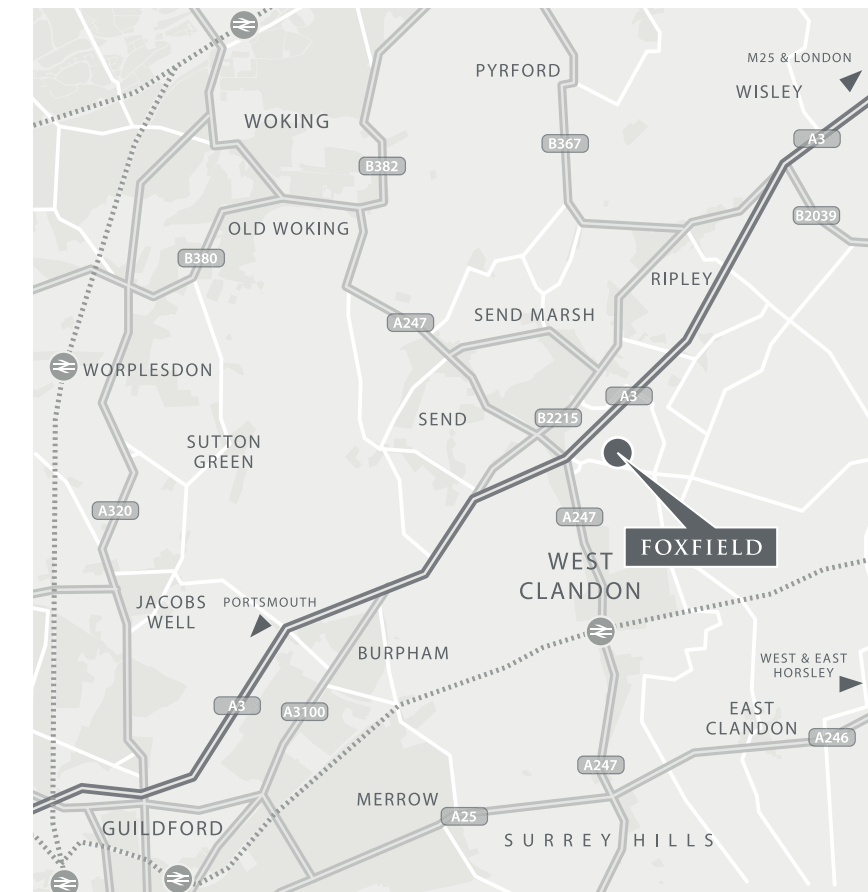 M25 & LONDON
PYRFORD
WISLEY
WOKING
A3
B367
B382
B2039
OLD WOKING
B380
RIPLEY
SEND MARSH
A247
WORPLESDON
A3
SEND
B2215
SUTTON
GREEN
A320
A247
FOXFIELD
WEST
CLANDON
JACOBS
WELL
PORTSMOUTH
BURPHAM
WEST & EAST
HORSLEY
A3
A3100
EAST
CLANDON
A246
A247
MERROW
A25
GUILDFORD
SURREY HILLS